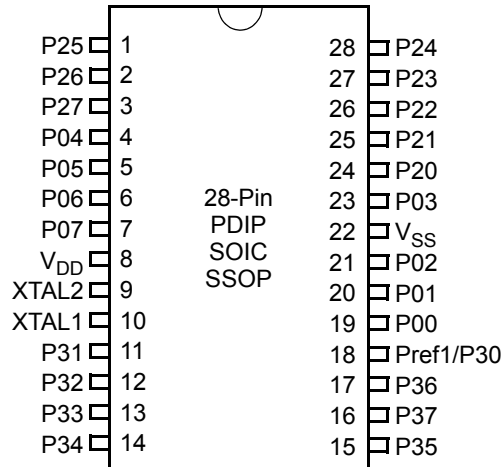 P25 1 28 P24
P26 2 27 P23
P27 3 26 P22
P04 4 25 P21
P05 5 24 P20
P06 6 28-Pin 23 P03
P07 7 PDIP 22 VSS
VDD 8 SOIC 21 P02
XTAL2 9 SSOP 20 P01
XTAL1 10 19 P00
P31 11 18 Pref1/P30
P32 12 17 P36
P33 13 16 P37
P34 14 15 P35